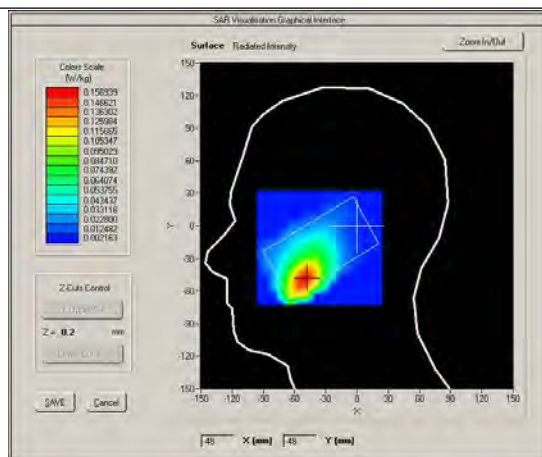 SAR Visualisation Graphical Interface
Surface Radiated Intensity
Zoom In/Out
Colors Scale
(W/kg)
0.156939
0.146621
0.136302
0.125984
0.115665
0.105347
0.095029
0.084710
0.074392
0.064074
0.053755
0.043437
0.033118
0.022800
0.012482
0.002163
150
120
90
60
30
0
-30
-60
-90
-120
-150
Y
-150 -120 -90 -60 -30 0 30 60 90 120 150
X
Z-Cuts Control
Z = 0.2 mm
SAVE Cancel
-48 X (mm) -48 Y (mm)